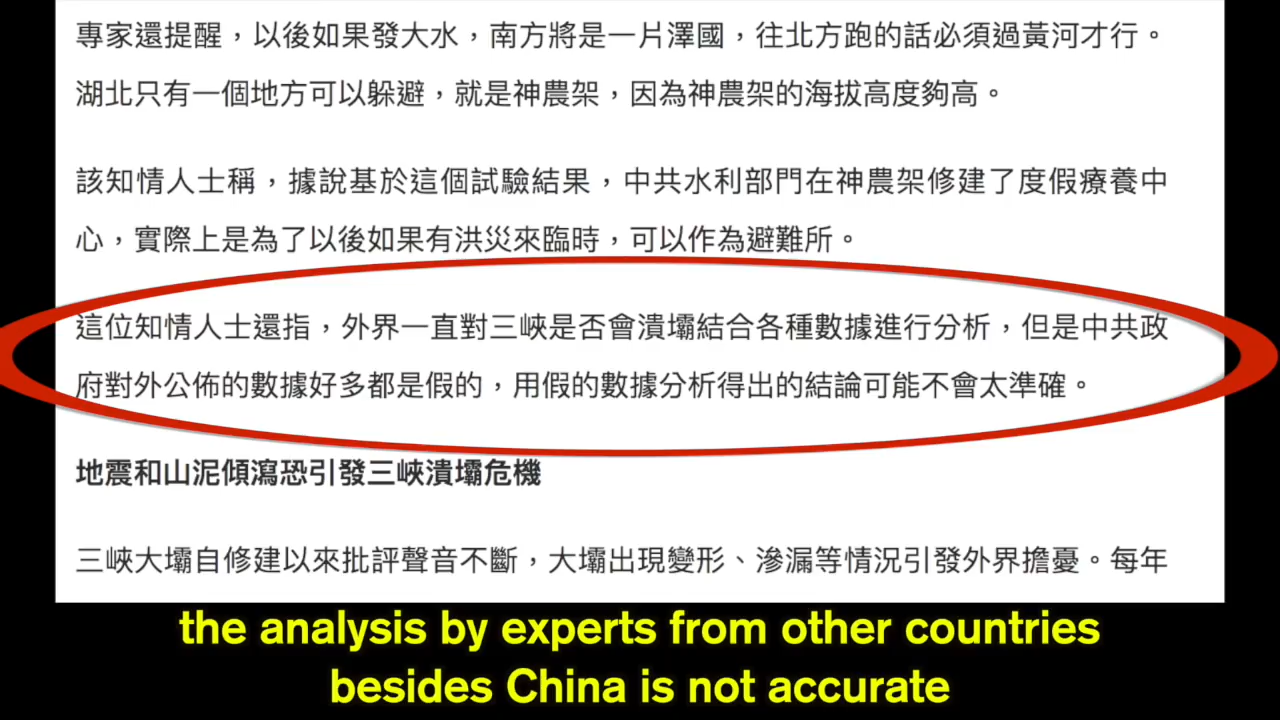 專家還提醒，以後如果發大水，南方將是一片澤國，往北方跑的話必須過黃河才行。
湖北只有一個地方可以躲避，就是神農架，因為神農架的海拔高度夠高。
該知情人士稱，據說基於這個試驗結果，中共水利部門在神農架修建了度假療養中
心，實際上是為了以後如果有洪災來臨時，可以作為避難所。
這位知情人士還指，外界一直對三峽是否會潰壩結合各種數據進行分析，但是中共政
府對外公佈的數據好多都是假的，用假的數據分析得出的結論可能不會太準確。
地震和山泥傾瀉恐引發三峽潰壩危機
三峽大壩自修建以來批評聲音不斷，大壩出現變形、滲漏等情況引發外界擔憂。每年
the analysis by experts from other countries
besides China is not accurate